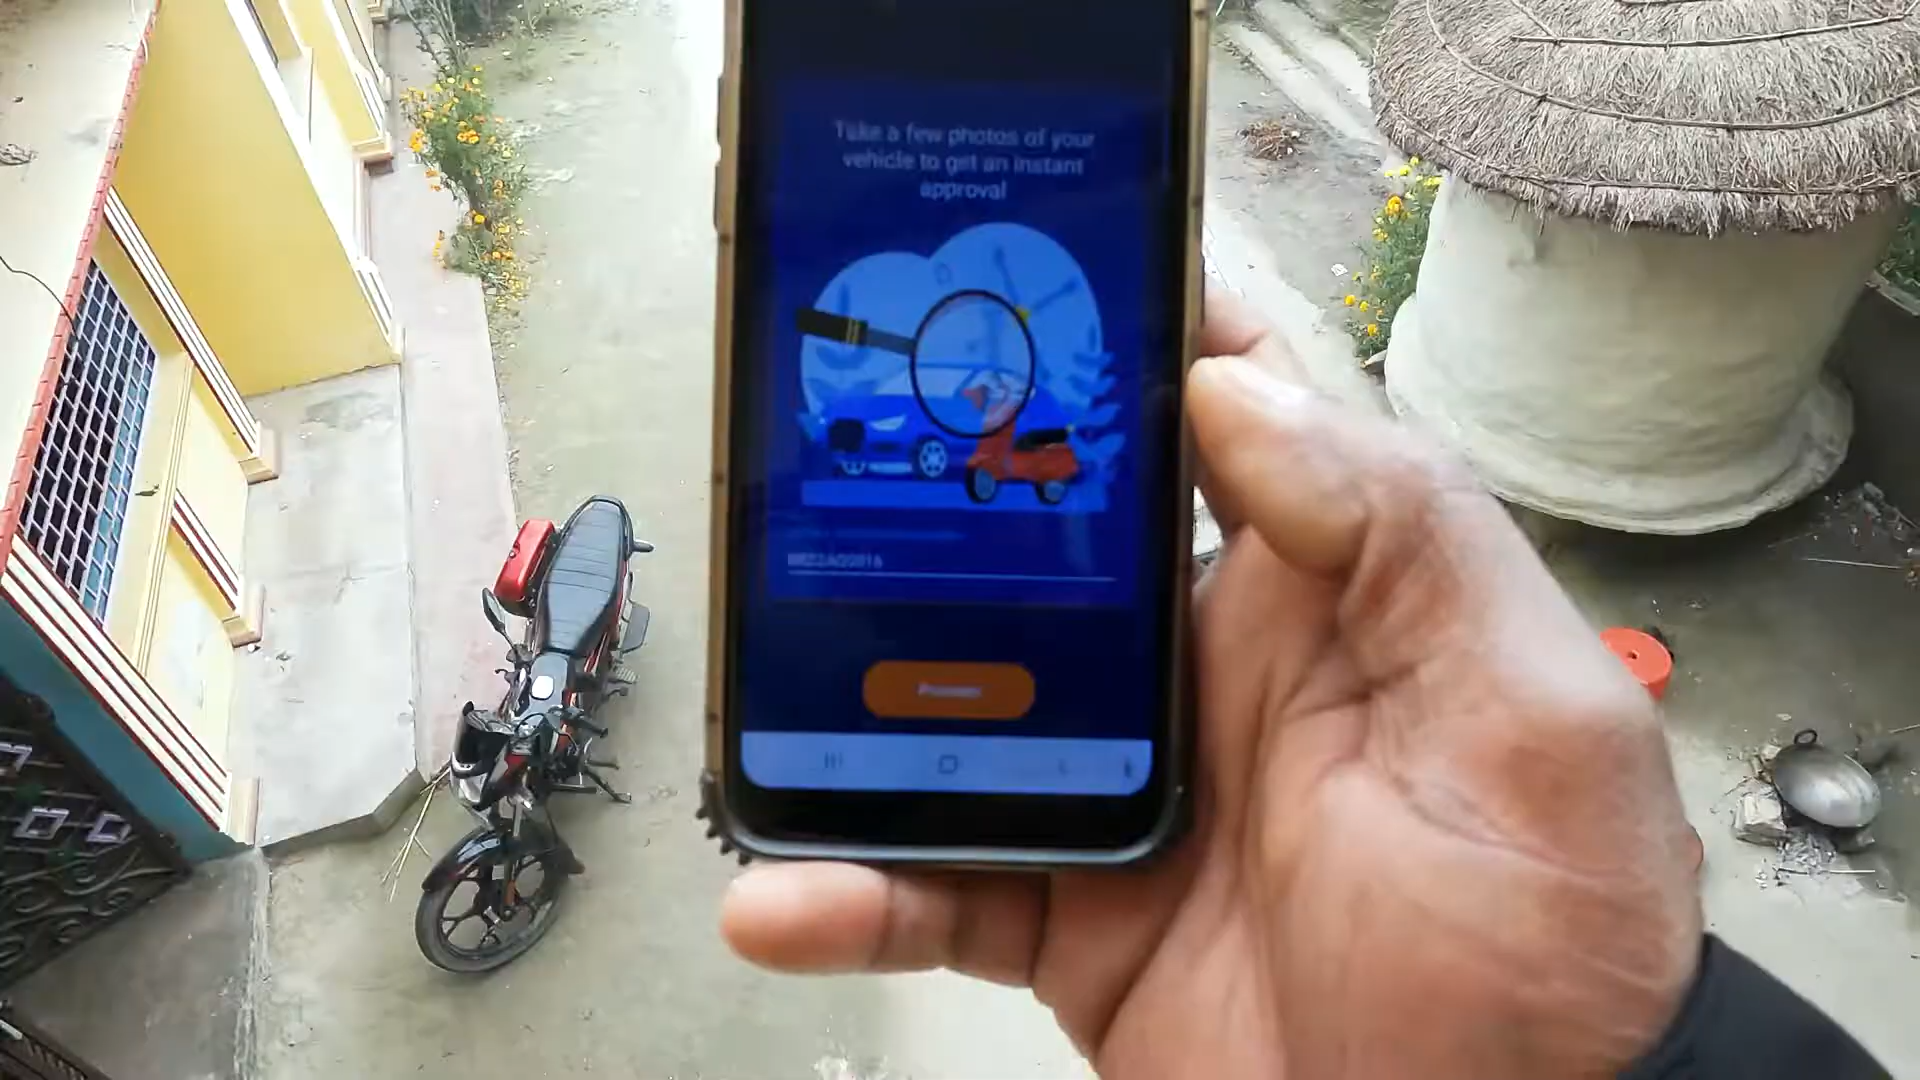 Take a few photos of your
vehicle to get an instant
approval